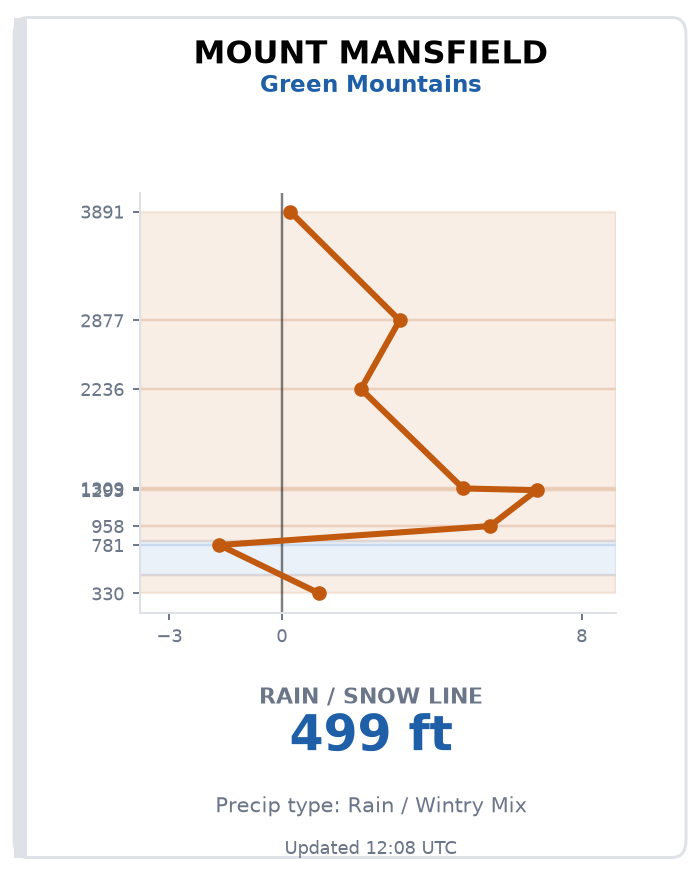 MOUNT MANSFIELD
Green Mountains
3891
2877
2236
958
781
330
−3 0 8
RAIN / SNOW LINE
499 ft
Precip type: Rain / Wintry Mix
Updated 12:08 UTC